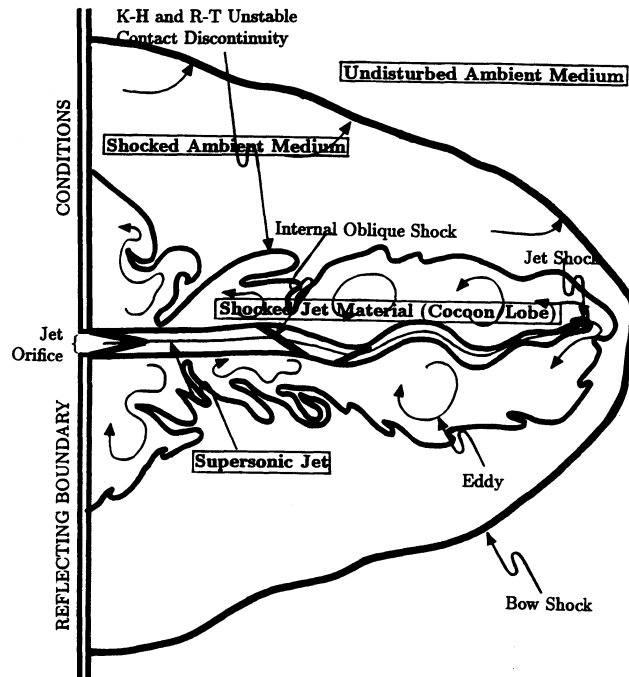 K-H and R-T Unstable
Contact Discontinuity
Undisturbed Ambient Medium
CONDITIONS
Shocked Ambient Medium
Internal Oblique Shock
Jet Shock
Shocked Jet Material (Cocoon/Lobe)
Jet
Orifice
REFLECTING BOUNDARY
Supersonic Jet
Eddy
Bow Shock